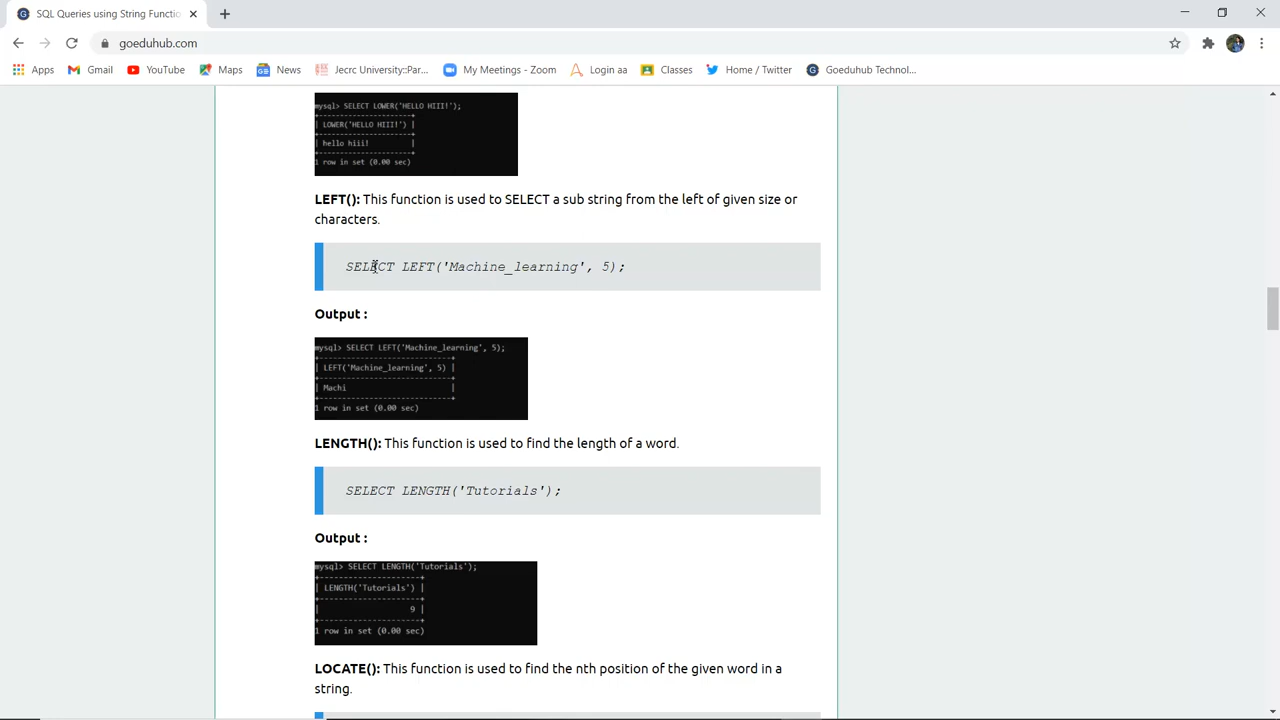 SQL Queries using String Functio
goeduhub.com
Apps Gmail YouTube Maps News Jecrc University::Par... My Meetings - Zoom Login aa Classes Home / Twitter Goeduhub Technol...
mysql> SELECT LOWER('HELLO HIII!');
+--------------------+
| LOWER('HELLO HIII!') |
+--------------------+
| hello hiii! |
+--------------------+
1 row in set (0.00 sec)
LEFT(): This function is used to SELECT a sub string from the left of given size or
characters.
SELECT LEFT('Machine_learning', 5);
Output :
mysql> SELECT LEFT('Machine_learning', 5);
+----------------------------+
| LEFT('Machine_learning', 5) |
+----------------------------+
| Machi |
+----------------------------+
1 row in set (0.00 sec)
LENGTH(): This function is used to find the length of a word.
SELECT LENGTH('Tutorials');
Output :
mysql> SELECT LENGTH('Tutorials');
+---------------------+
| LENGTH('Tutorials') |
+---------------------+
| 9 |
+---------------------+
1 row in set (0.00 sec)
LOCATE(): This function is used to find the nth position of the given word in a
string.